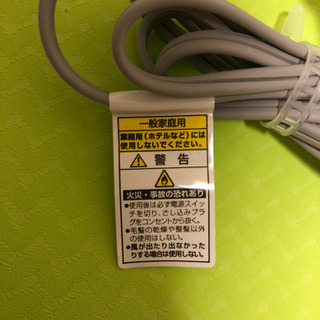 一般家庭用
業務用(ホテルなど)には
使用しないでください。
警告
火災・事故の恐れあり
●使用後は必ず電源スイッ
チを切り、さし込みプラ
グをコンセントから抜く。
●毛髪の乾燥や整髪以外
の使用はしない。
●風が出たり出なかった
りする場合は使用しない。